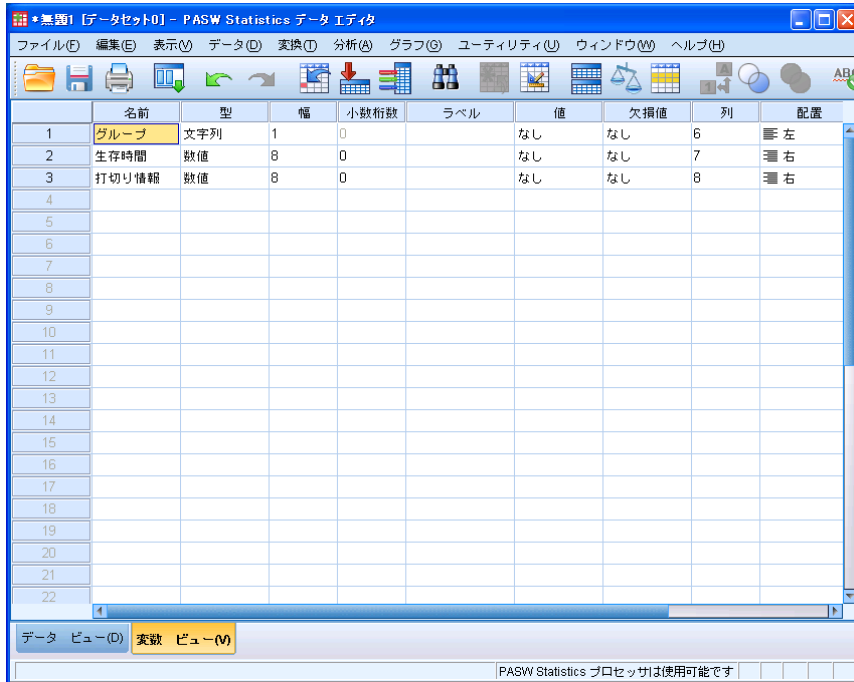 *無題1 [データセット0] - PASW Statistics データ エディタ
ファイル(F) 編集(E) 表示(V) データ(D) 変換(T) 分析(A) グラフ(G) ユーティリティ(U) ウィンドウ(W) ヘルプ(H)
名前 型 幅 小数桁数 ラベル 値 欠損値 列 配置
1 グループ 文字列 1 0 なし なし 6 左
2 生存時間 数値 8 0 なし なし 7 右
3 打切り情報 数値 8 0 なし なし 8 右
4
5
6
7
8
9
10
11
12
13
14
15
16
17
18
19
20
21
22
データ ビュー(D) 変数 ビュー(V)
PASW Statistics プロセッサは使用可能です